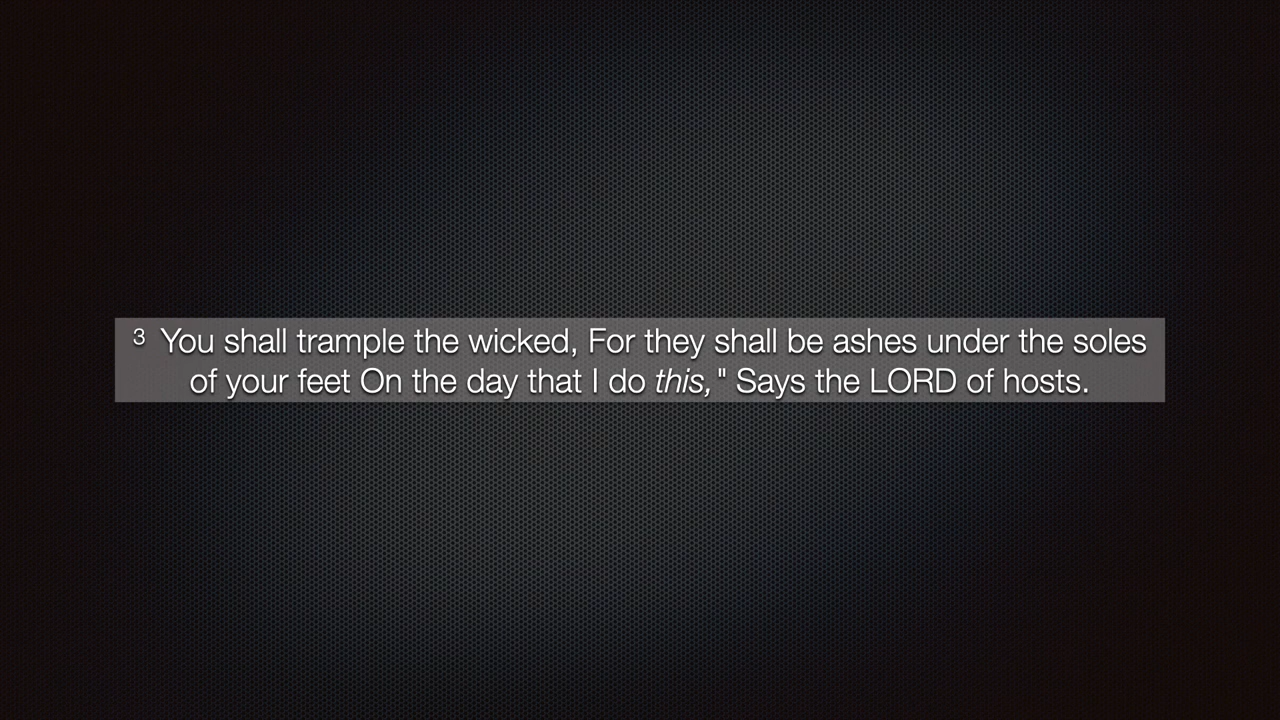 3 You shall trample the wicked, For they shall be ashes under the soles
of your feet On the day that I do this," Says the LORD of hosts.